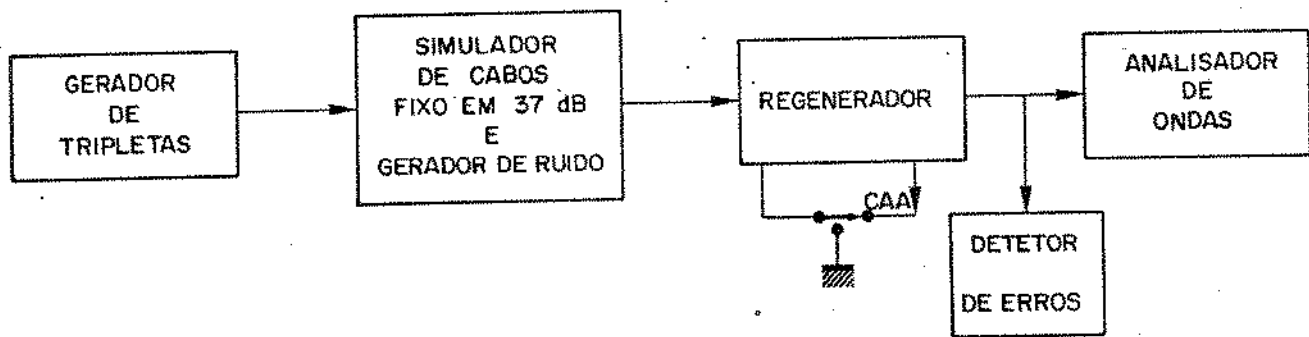 GERADOR
DE
TRIPLETAS
SIMULADOR
DE CABOS
FIXO EM 37 dB
E
GERADOR DE RUIDO
REGENERADOR
CAA
ANALISADOR
DE
ONDAS
DETETOR
DE ERROS